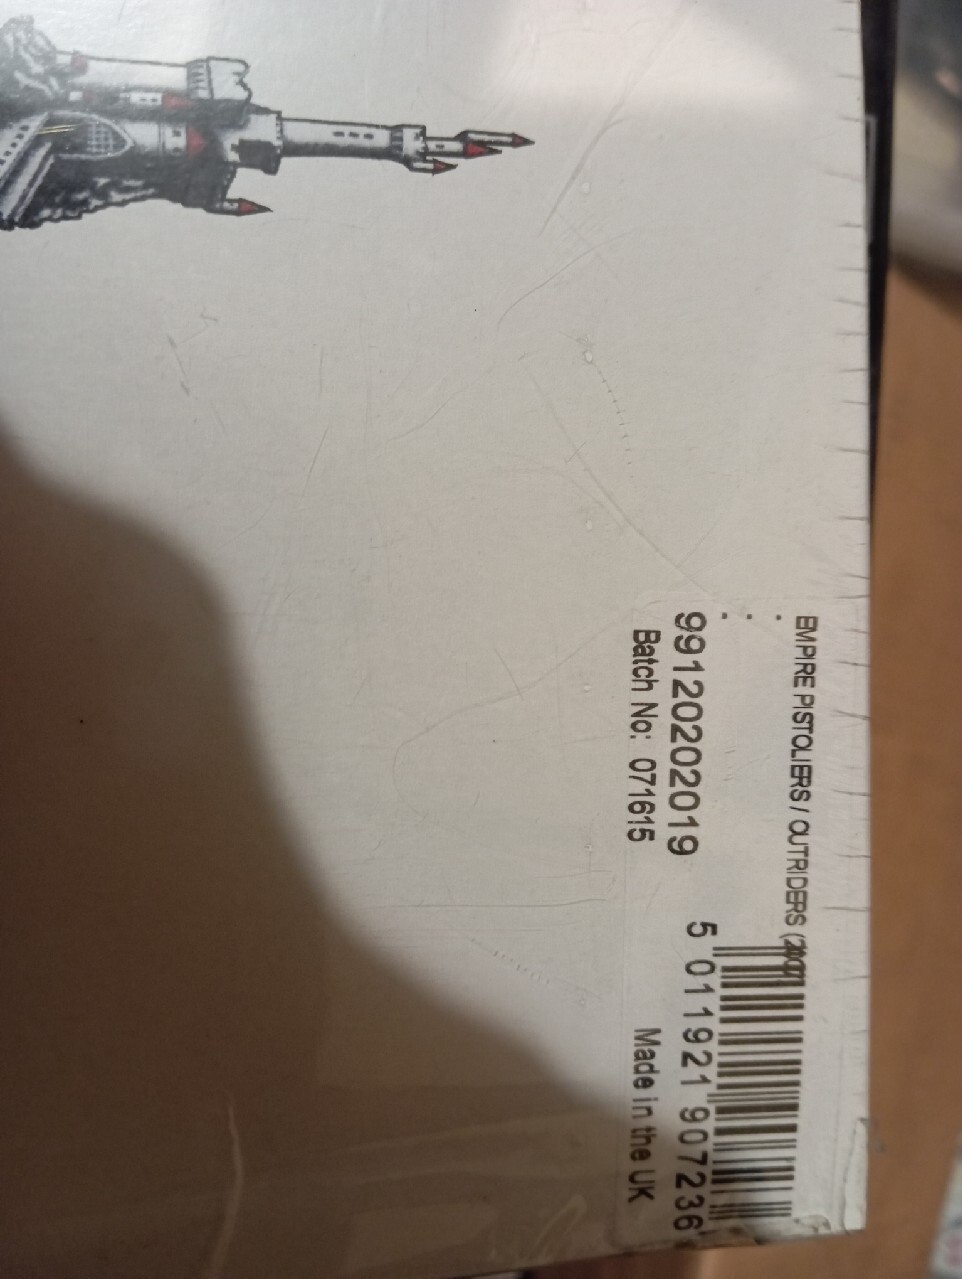 EMPIRE PISTOLIERS / OUTRIDERS
99120202019
Batch No: 071615
5 011921 907236
Made in the UK